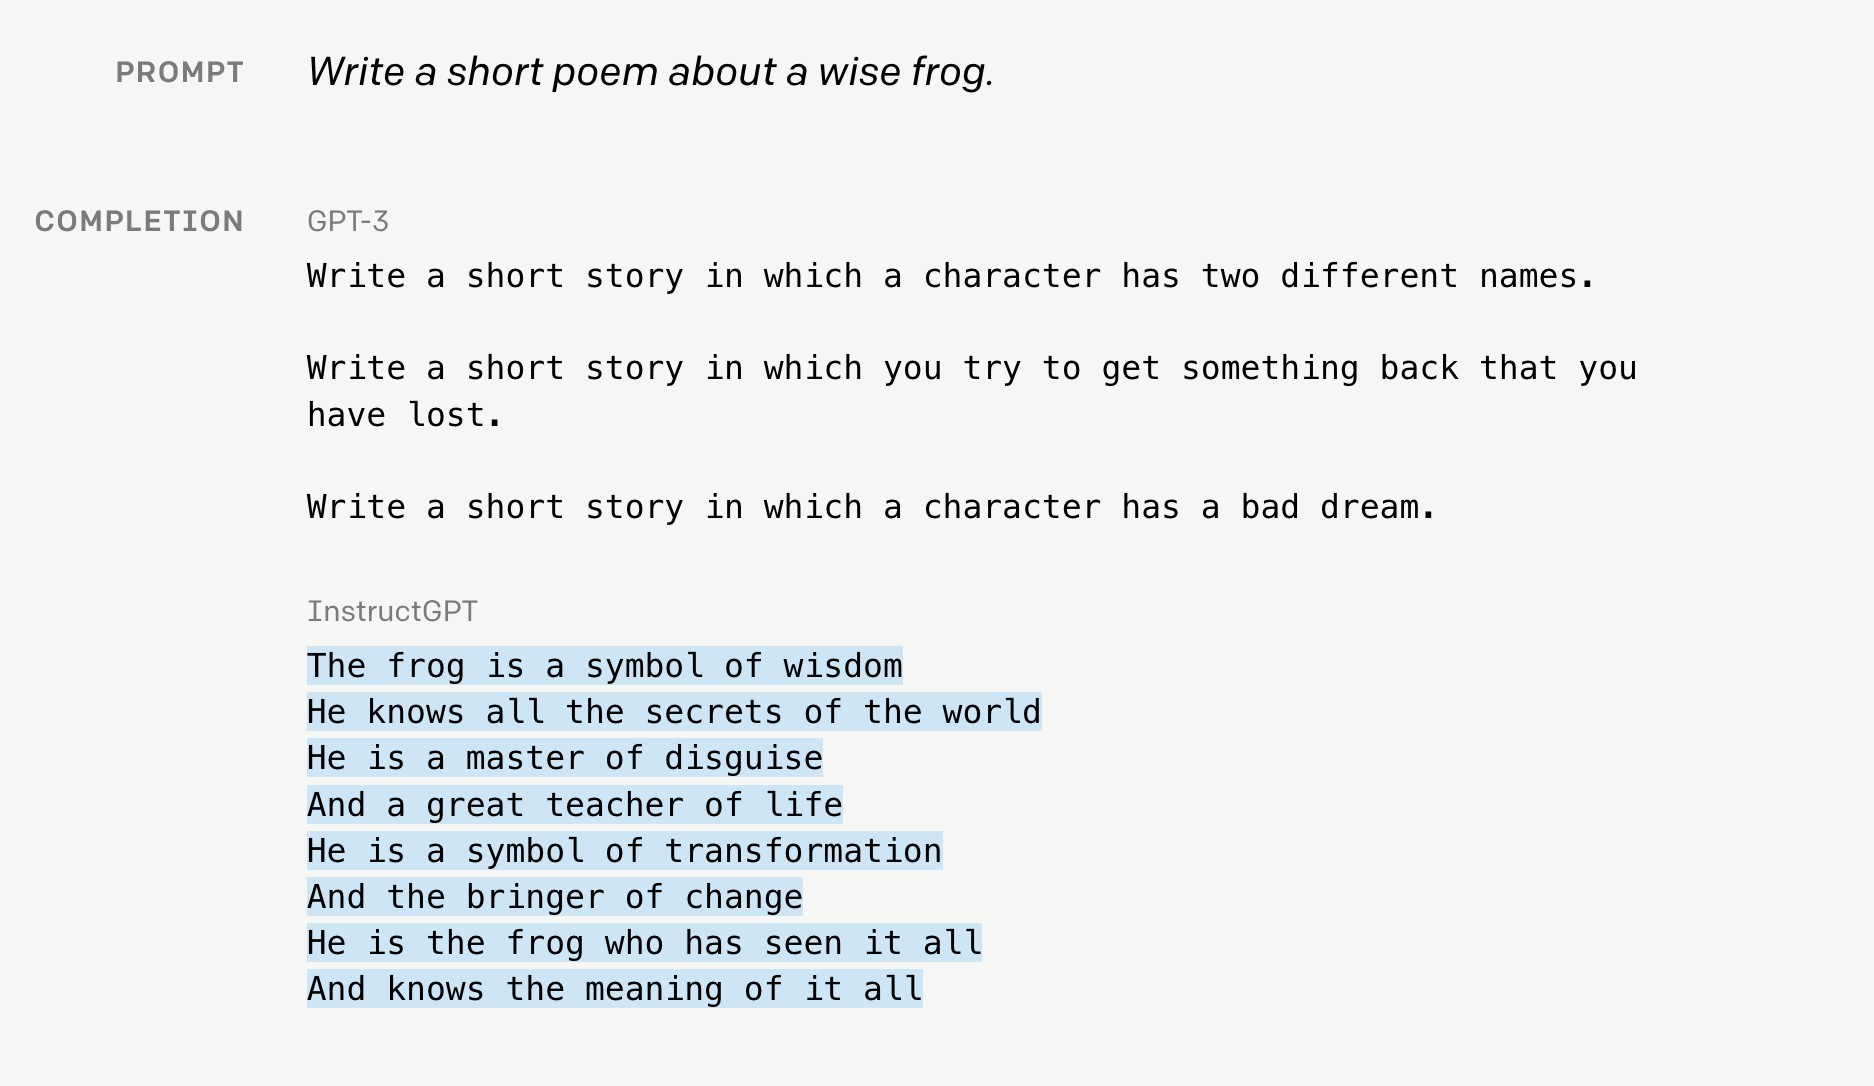 PROMPT
Write a short poem about a wise frog.
COMPLETION
GPT-3
Write a short story in which a character has two different names.
Write a short story in which you try to get something back that you
have lost.
Write a short story in which a character has a bad dream.
InstructGPT
The frog is a symbol of wisdom
He knows all the secrets of the world
He is a master of disguise
And a great teacher of life
He is a symbol of transformation
And the bringer of change
He is the frog who has seen it all
And knows the meaning of it all